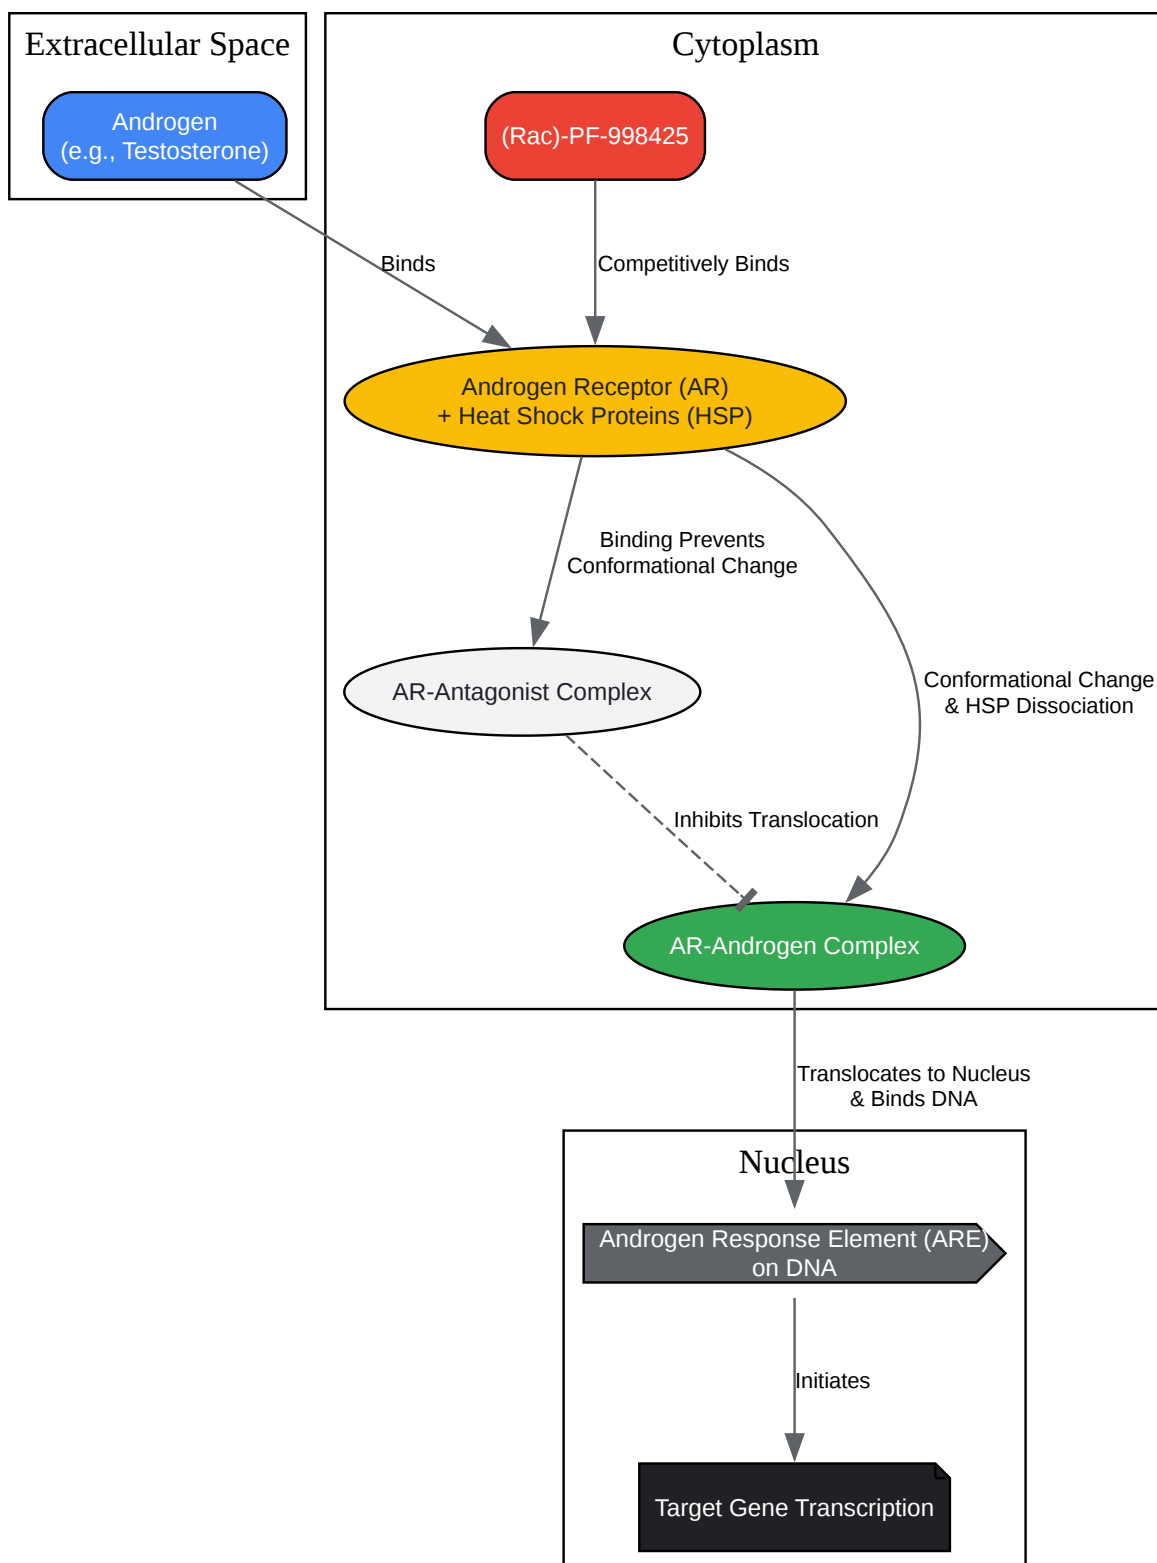 Extracellular Space
Cytoplasm
Androgen
(e.g., Testosterone)
(Rac)-PF-998425
Binds
Competitively Binds
Androgen Receptor (AR)
+ Heat Shock Proteins (HSP)
Binding Prevents
Conformational Change
Conformational Change
& HSP Dissociation
AR-Antagonist Complex
Inhibits Translocation
AR-Androgen Complex
Translocates to Nucleus
& Binds DNA
Nucleus
Androgen Response Element (ARE)
on DNA
Initiates
Target Gene Transcription